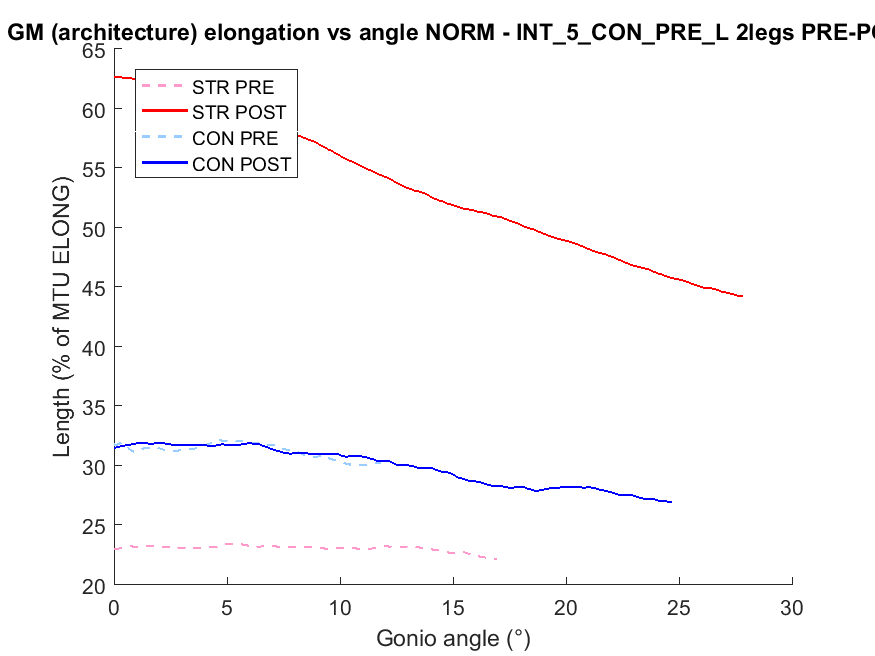 GM (architecture) elongation vs angle NORM - INT_5_CON_PRE_L 2legs PRE-PO
65
60
55
50
45
40
35
30
25
20
Length (% of MTU ELONG)
STR PRE
STR POST
CON PRE
CON POST
0 5 10 15 20 25 30
Gonio angle (°)